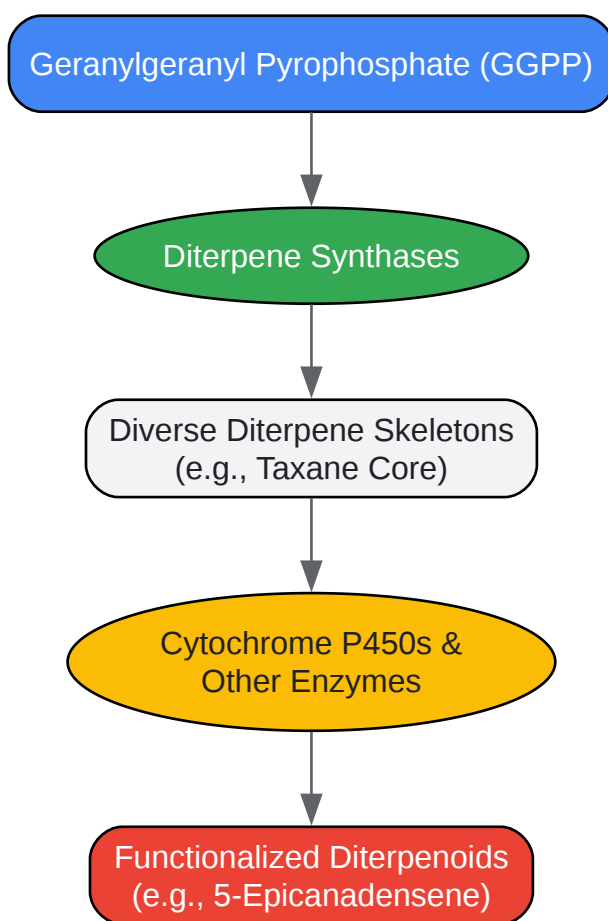 Geranylgeranyl Pyrophosphate (GGPP)
Diterpene Synthases
Diverse Diterpene Skeletons
(e.g., Taxane Core)
Cytochrome P450s &
Other Enzymes
Functionalized Diterpenoids
(e.g., 5-Epicanadensene)